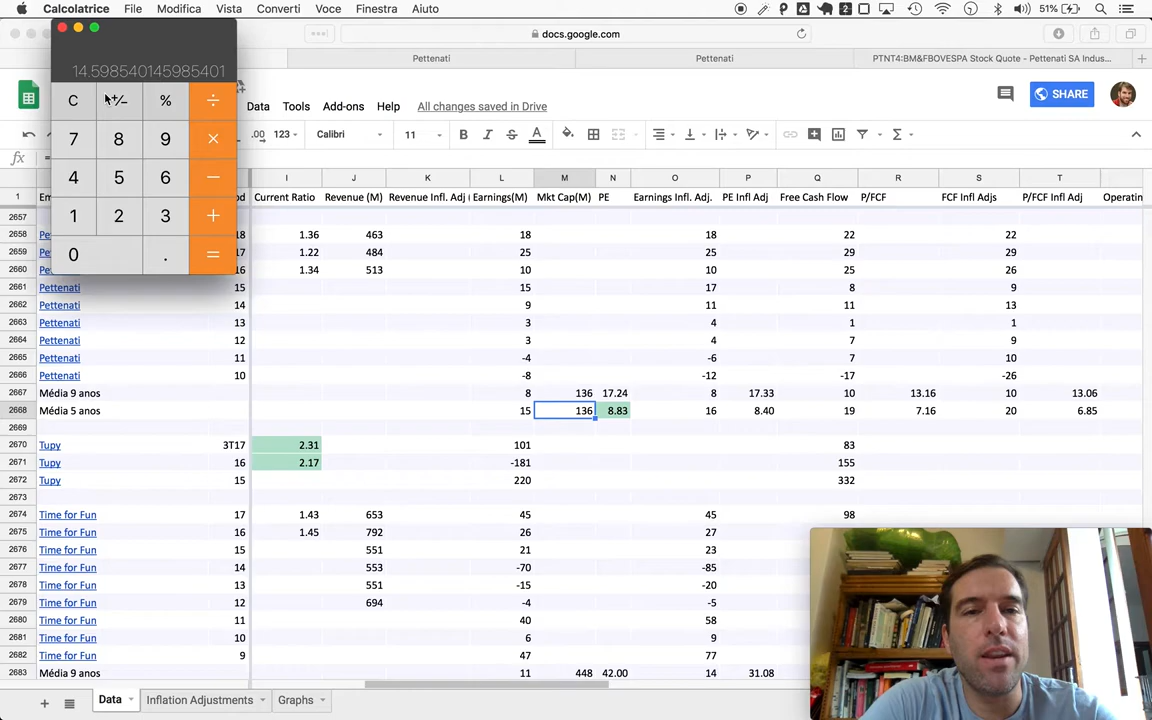 Calcolatrice File Modifica Vista Converti Voce Finestra Aiuto 2 51%
docs.google.com
Pettenati Pettenati PTNT4:BM&FBOVESPA Stock Quote - Pettenati SA Indus...
14.598540145985401
C +/− % ÷
7 8 9 ×
4 5 6 −
1 2 3 +
0 . =
Data Tools Add-ons Help All changes saved in Drive SHARE
.00 123 Calibri 11 B I S A Σ
fx =
I J K L M N O P Q R S T
1 Em od Current Ratio Revenue (M) Revenue Infl. Adj ( Earnings(M) Mkt Cap(M) PE Earnings Infl. Adj. PE Infl Adj Free Cash Flow P/FCF FCF Infl Adjs P/FCF Infl Adj Operatin
2657
2658 Pe 18 1.36 463 18 18 22 22
2659 Pe 17 1.22 484 25 25 29 29
2660 Pe 16 1.34 513 10 10 25 26
2661 Pettenati 15 15 17 8 9
2662 Pettenati 14 9 11 11 13
2663 Pettenati 13 3 4 1 1
2664 Pettenati 12 3 4 7 9
2665 Pettenati 11 -4 -6 7 10
2666 Pettenati 10 -8 -12 -17 -26
2667 Média 9 anos 8 136 17.24 8 17.33 10 13.16 10 13.06
2668 Média 5 anos 15 136 8.83 16 8.40 19 7.16 20 6.85
2669
2670 Tupy 3T17 2.31 101 83
2671 Tupy 16 2.17 -181 155
2672 Tupy 15 220 332
2673
2674 Time for Fun 17 1.43 653 45 45 98
2675 Time for Fun 16 1.45 792 26 27
2676 Time for Fun 15 551 21 23
2677 Time for Fun 14 553 -70 -85
2678 Time for Fun 13 551 -15 -20
2679 Time for Fun 12 694 -4 -5
2680 Time for Fun 11 40 58
2681 Time for Fun 10 6 9
2682 Time for Fun 9 47 77
2683 Média 9 anos 11 448 42.00 14 31.08
Data Inflation Adjustments Graphs